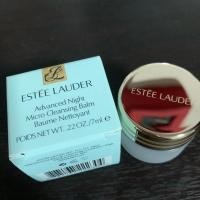 ESTĒE LAUDER
Advanced Night
Micro Cleansing Balm
Baume Nettoyant
POIDS NET WT. .22 OZ./7ml ℮
ESTĒE LAUDER